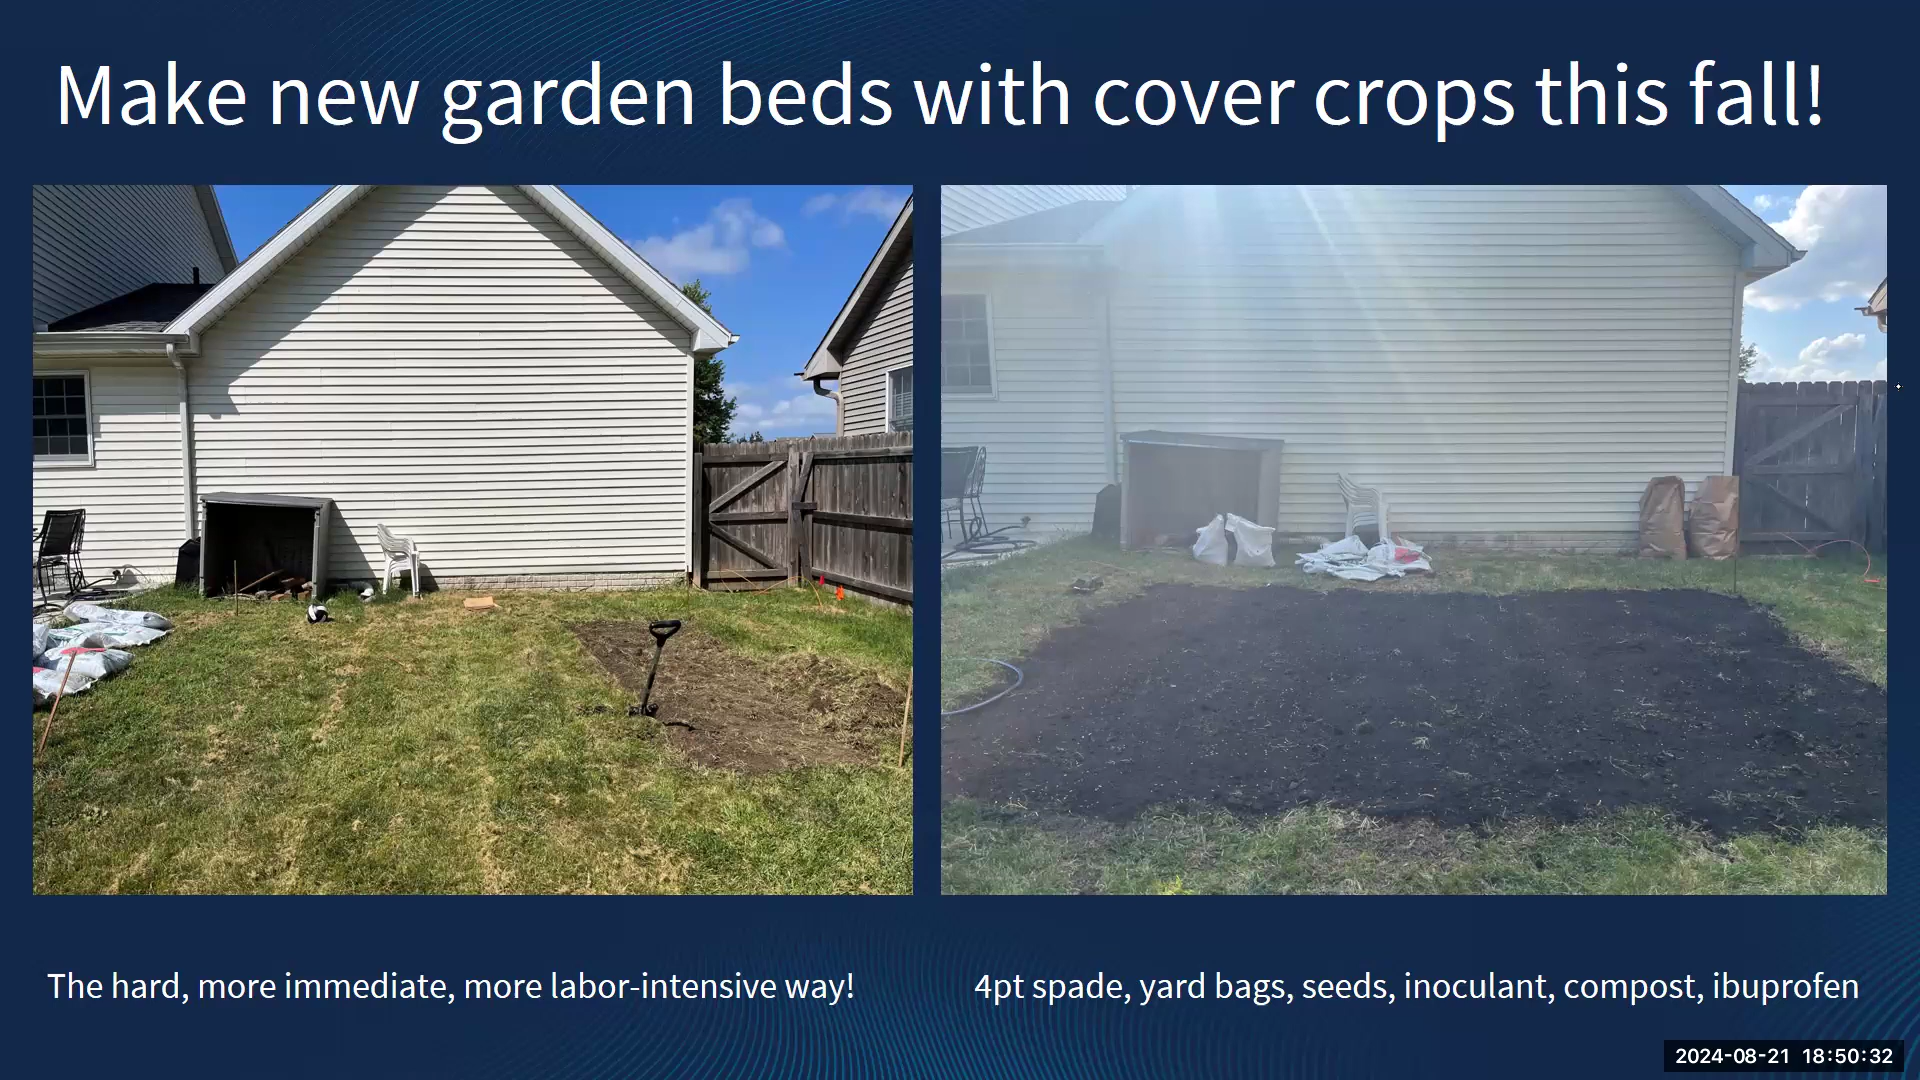 Make new garden beds with cover crops this fall!
The hard, more immediate, more labor-intensive way!
4pt spade, yard bags, seeds, inoculant, compost, ibuprofen
2024-08-21 18:50:32